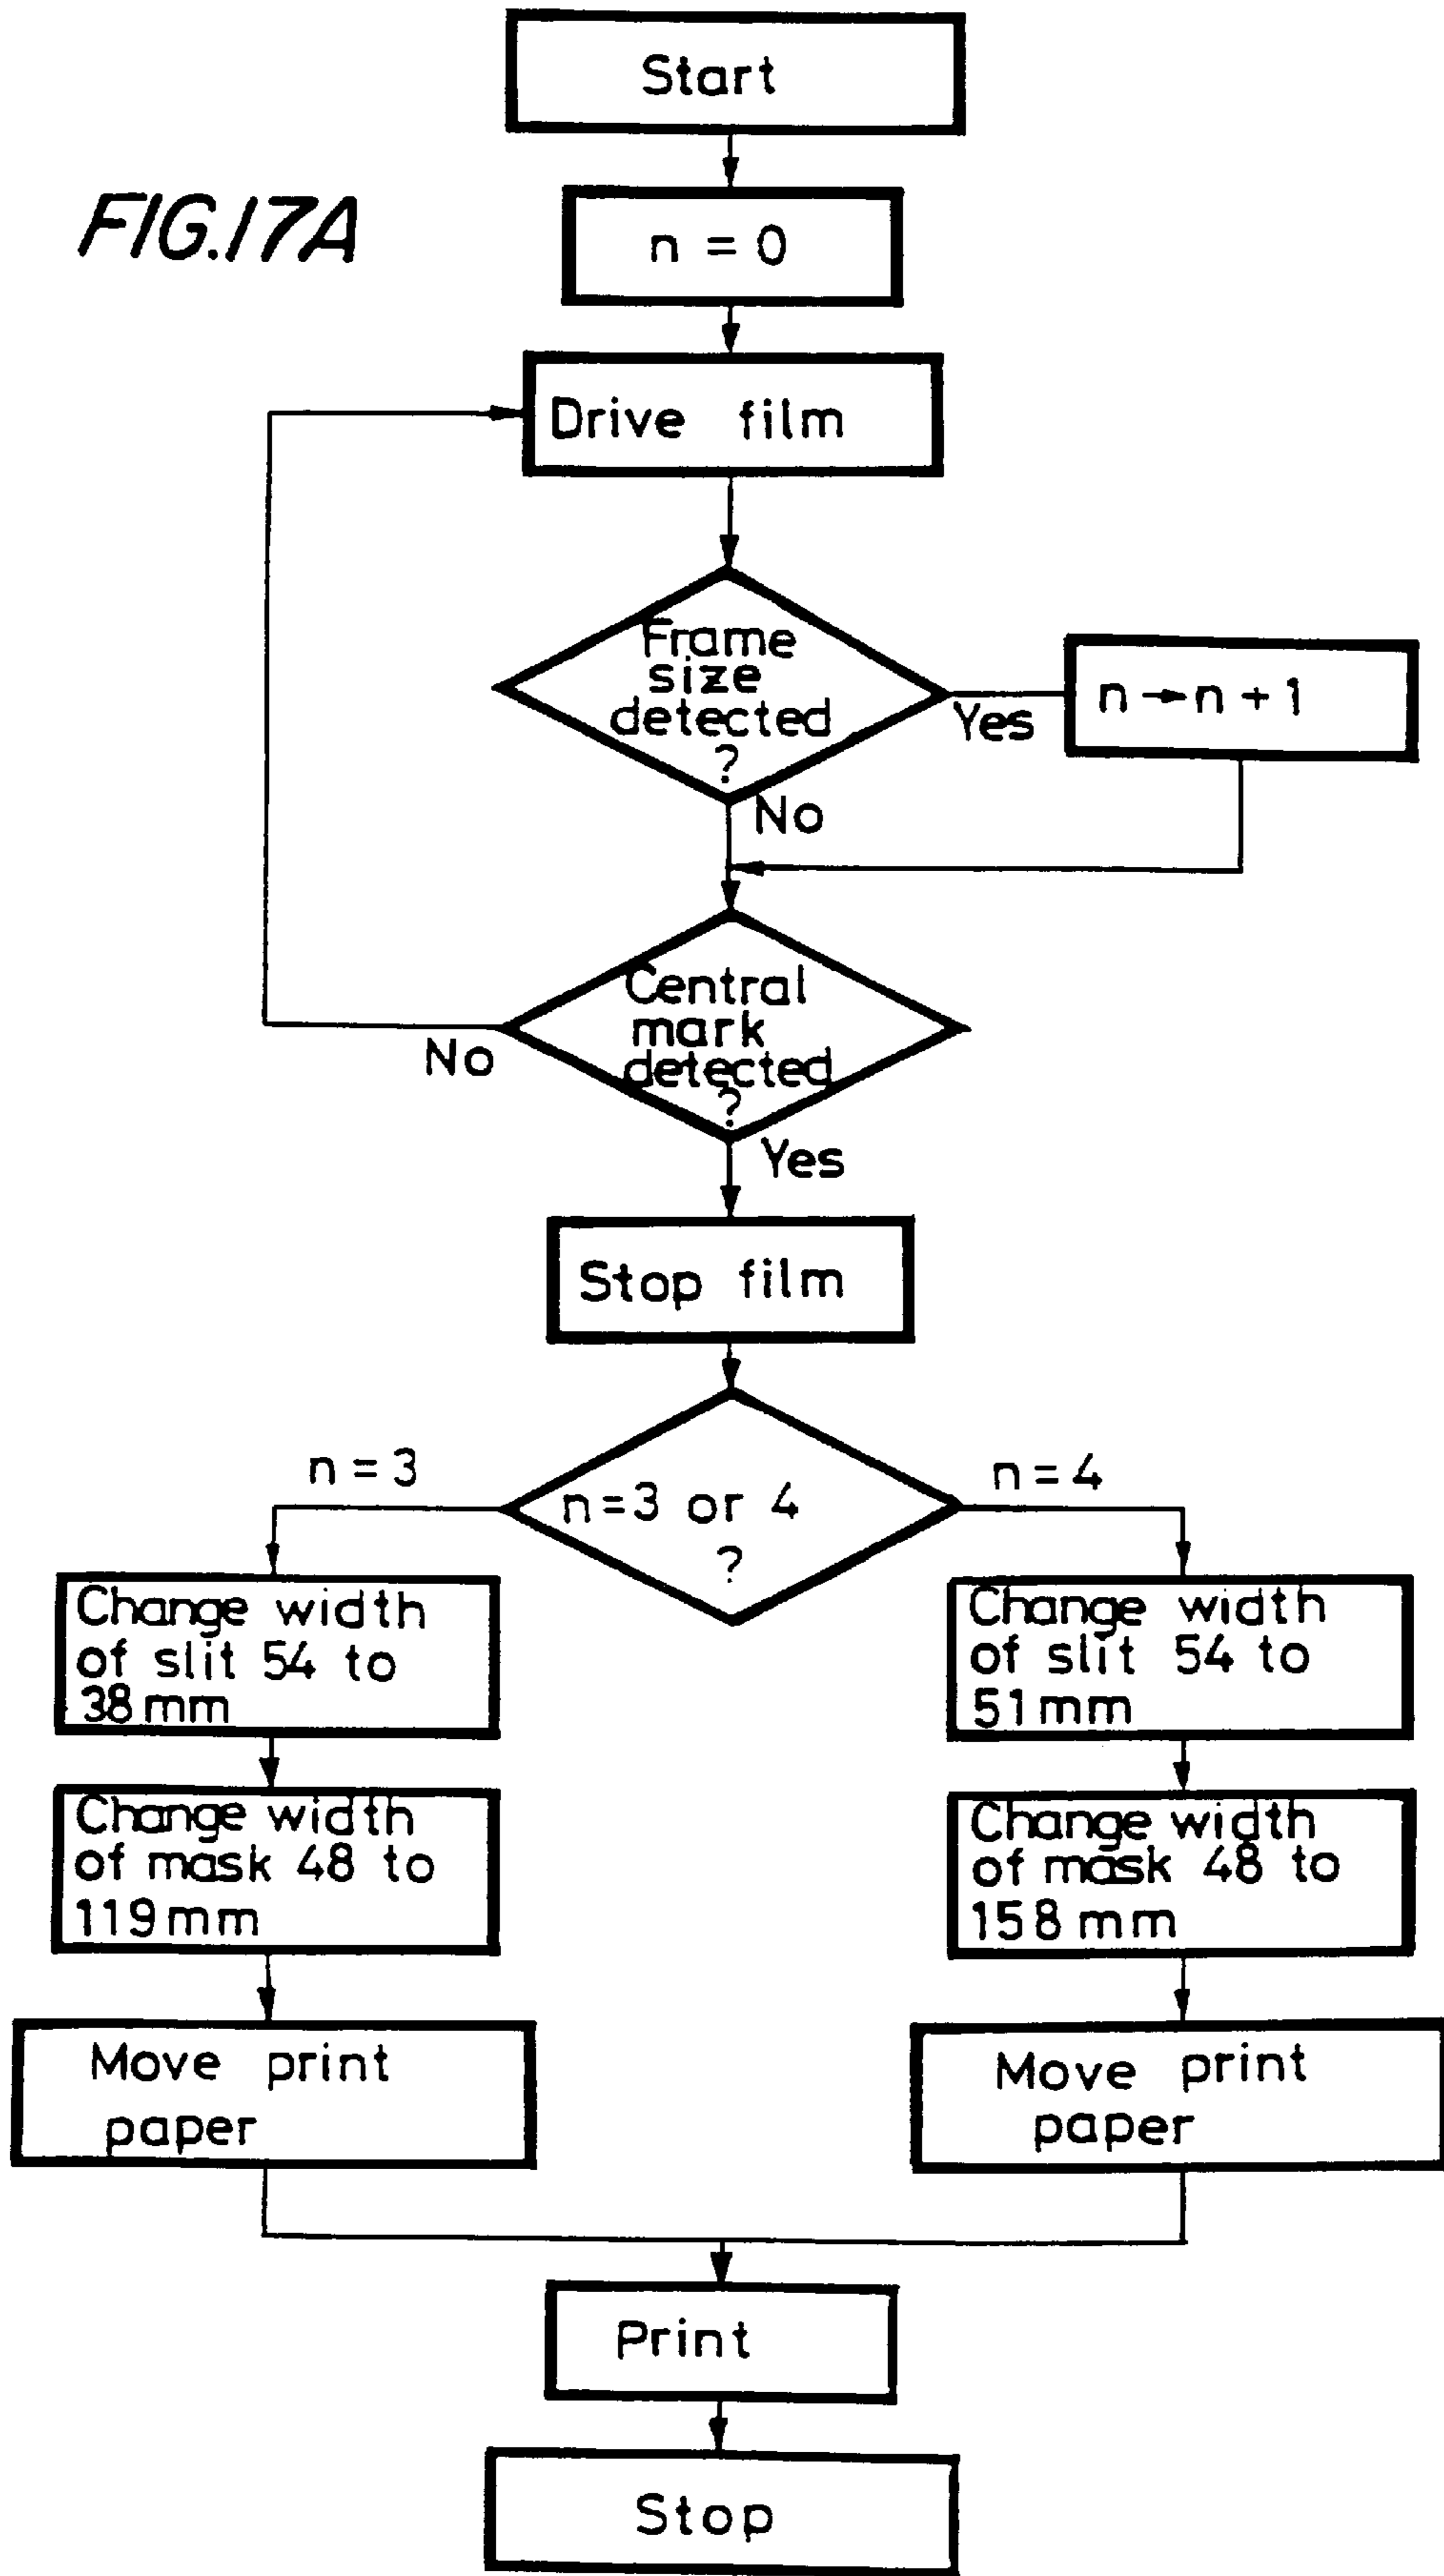 Start
FIG.17A
n = 0
Drive film
Frame
size
detected
?
Yes
n → n + 1
No
Central
mark
detected
?
No
Yes
Stop film
n = 3
n=3 or 4
?
n = 4
Change width
of slit 54 to
38 mm
Change width
of slit 54 to
51 mm
Change width
of mask 48 to
119 mm
Change width
of mask 48 to
158 mm
Move print
paper
Move print
paper
Print
Stop